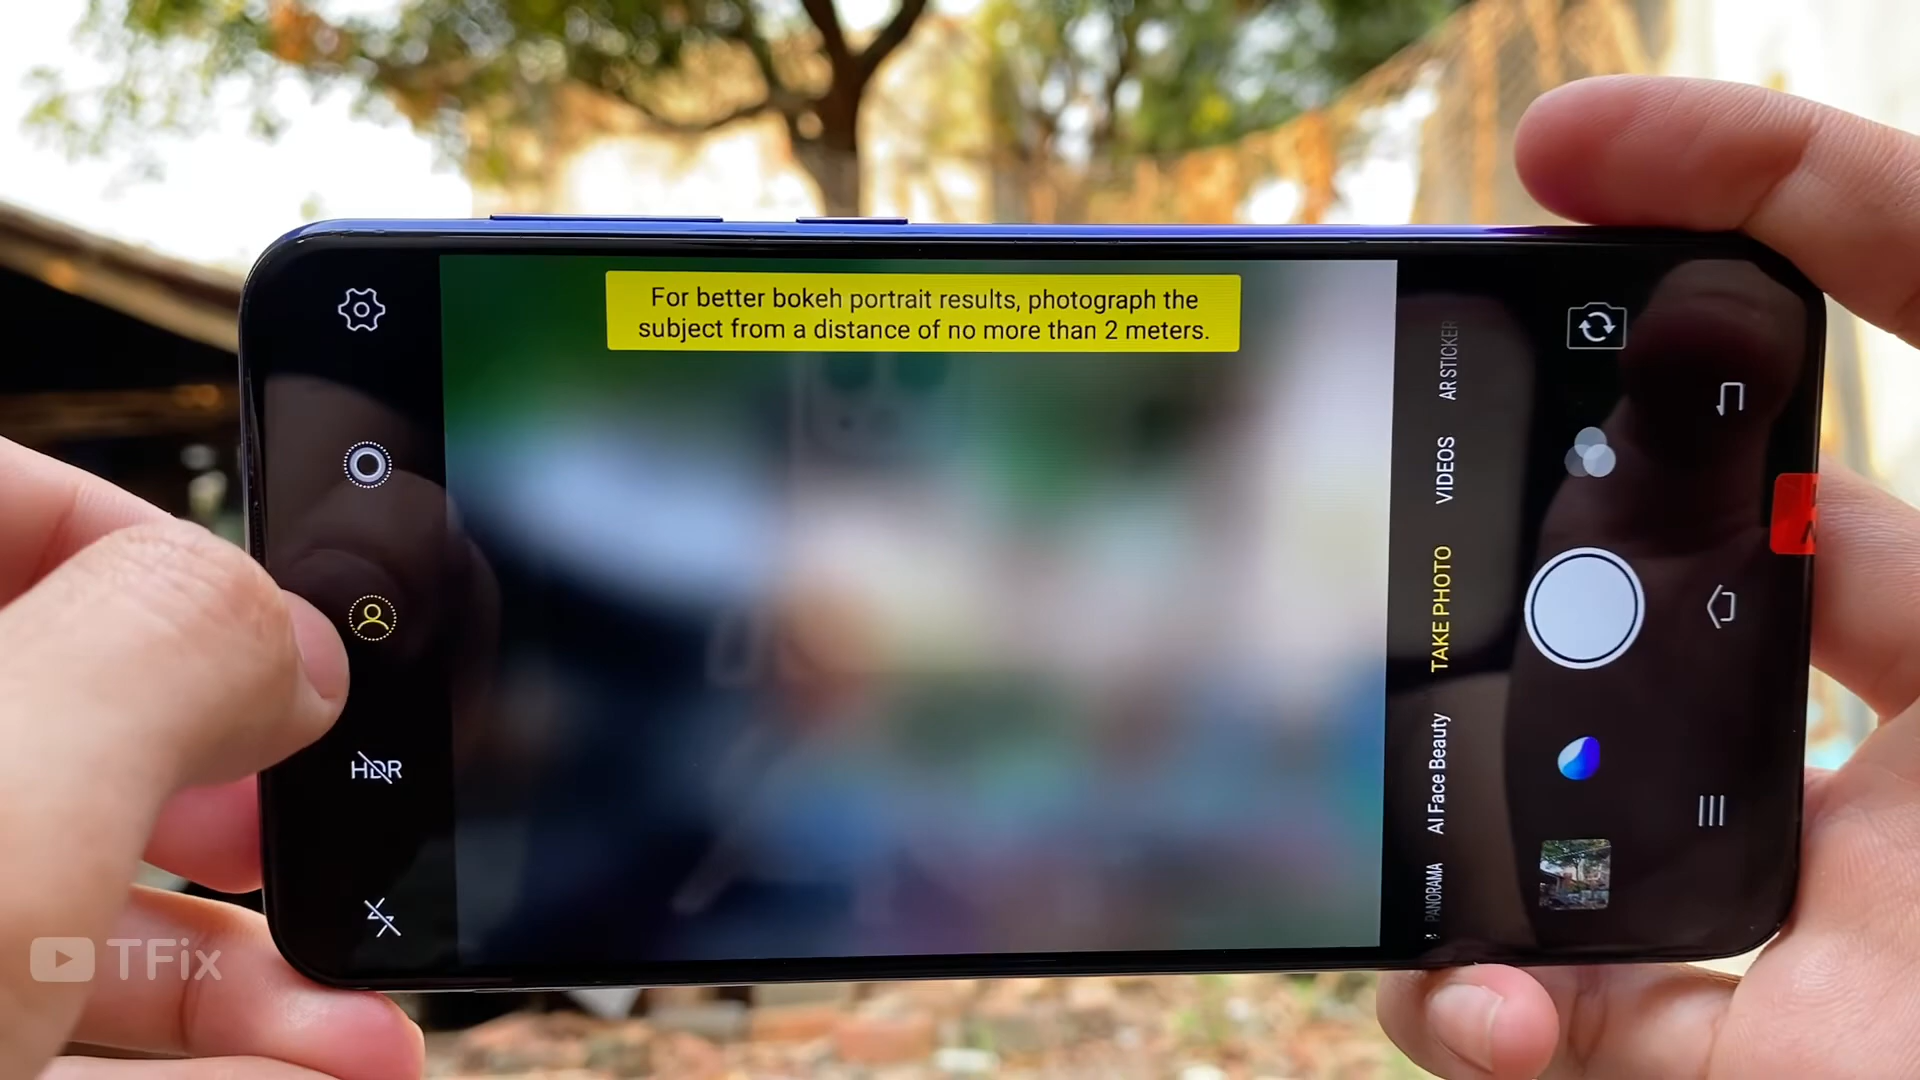 For better bokeh portrait results, photograph the
subject from a distance of no more than 2 meters.
AR STICKER
VIDEOS
TAKE PHOTO
AI Face Beauty
PANORAMA
HDR
TFix